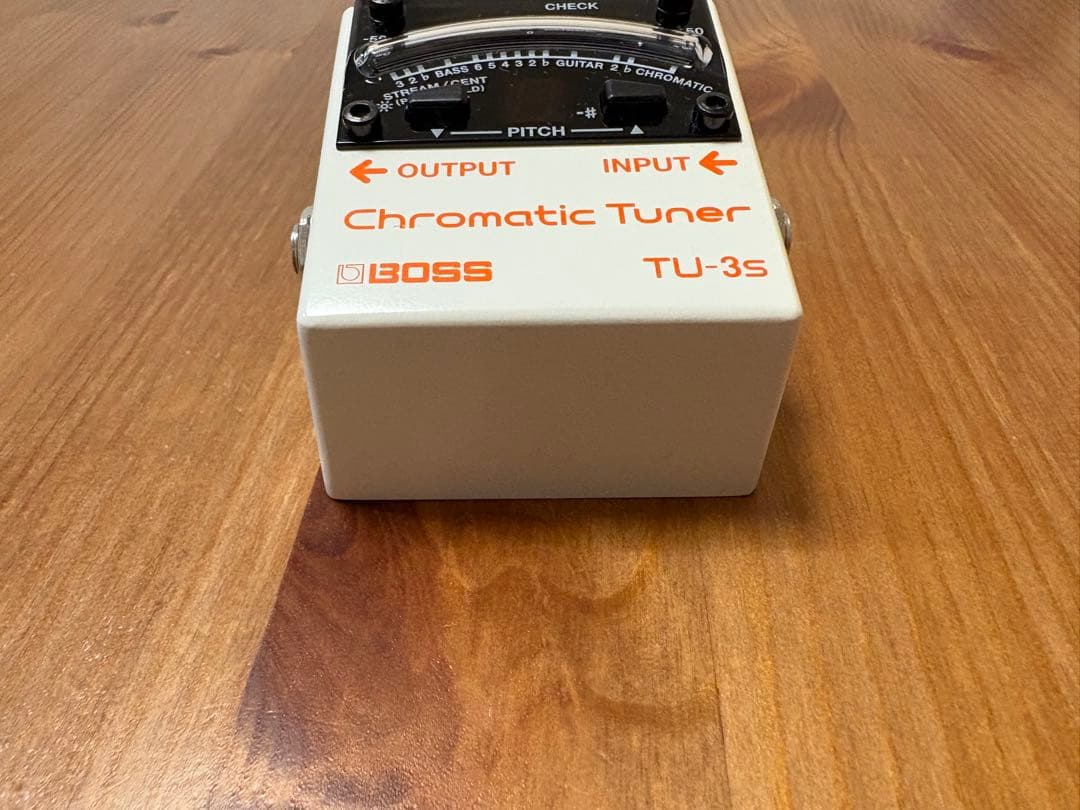 CHECK
-50
50
3 2 ♭ BASS 6 5 4 3 2 ♭ GUITAR 2 ♭ CHROMATIC
STREAM/CENT
-#
▼ PITCH ▲
← OUTPUT INPUT ←
Chromatic Tuner
BOSS TU-3s